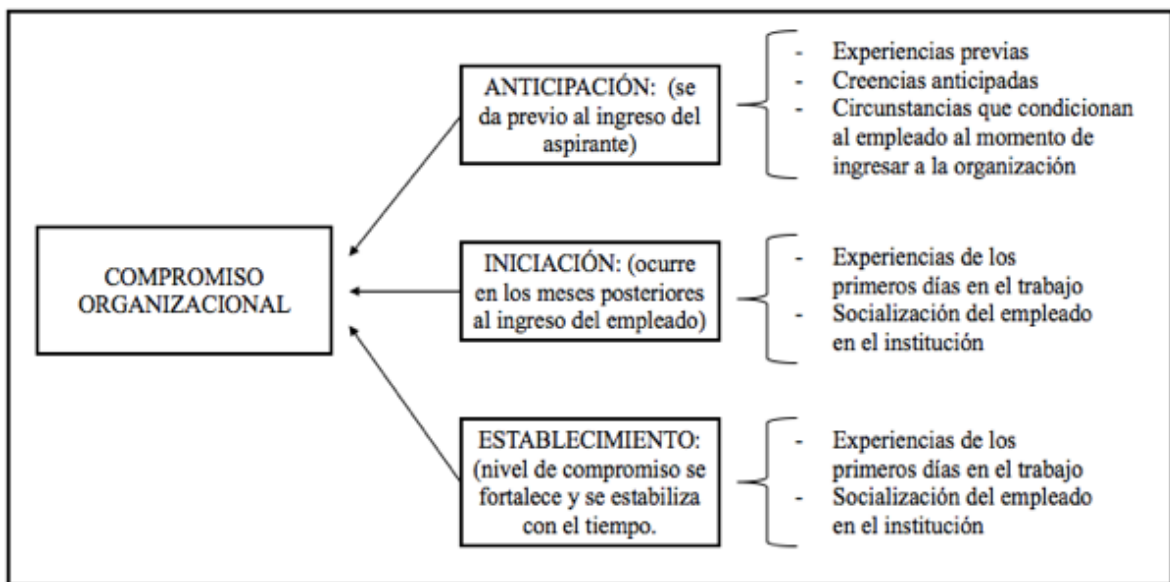 COMPROMISO
ORGANIZACIONAL
ANTICIPACIÓN: (se
da previo al ingreso del
aspirante)
- Experiencias previas
- Creencias anticipadas
- Circunstancias que condicionan
al empleado al momento de
ingresar a la organización
INICIACIÓN: (ocurre
en los meses posteriores
al ingreso del empleado)
- Experiencias de los
primeros días en el trabajo
- Socialización del empleado
en el institución
ESTABLECIMIENTO:
(nivel de compromiso se
fortalece y se estabiliza
con el tiempo.
- Experiencias de los
primeros días en el trabajo
- Socialización del empleado
en el institución